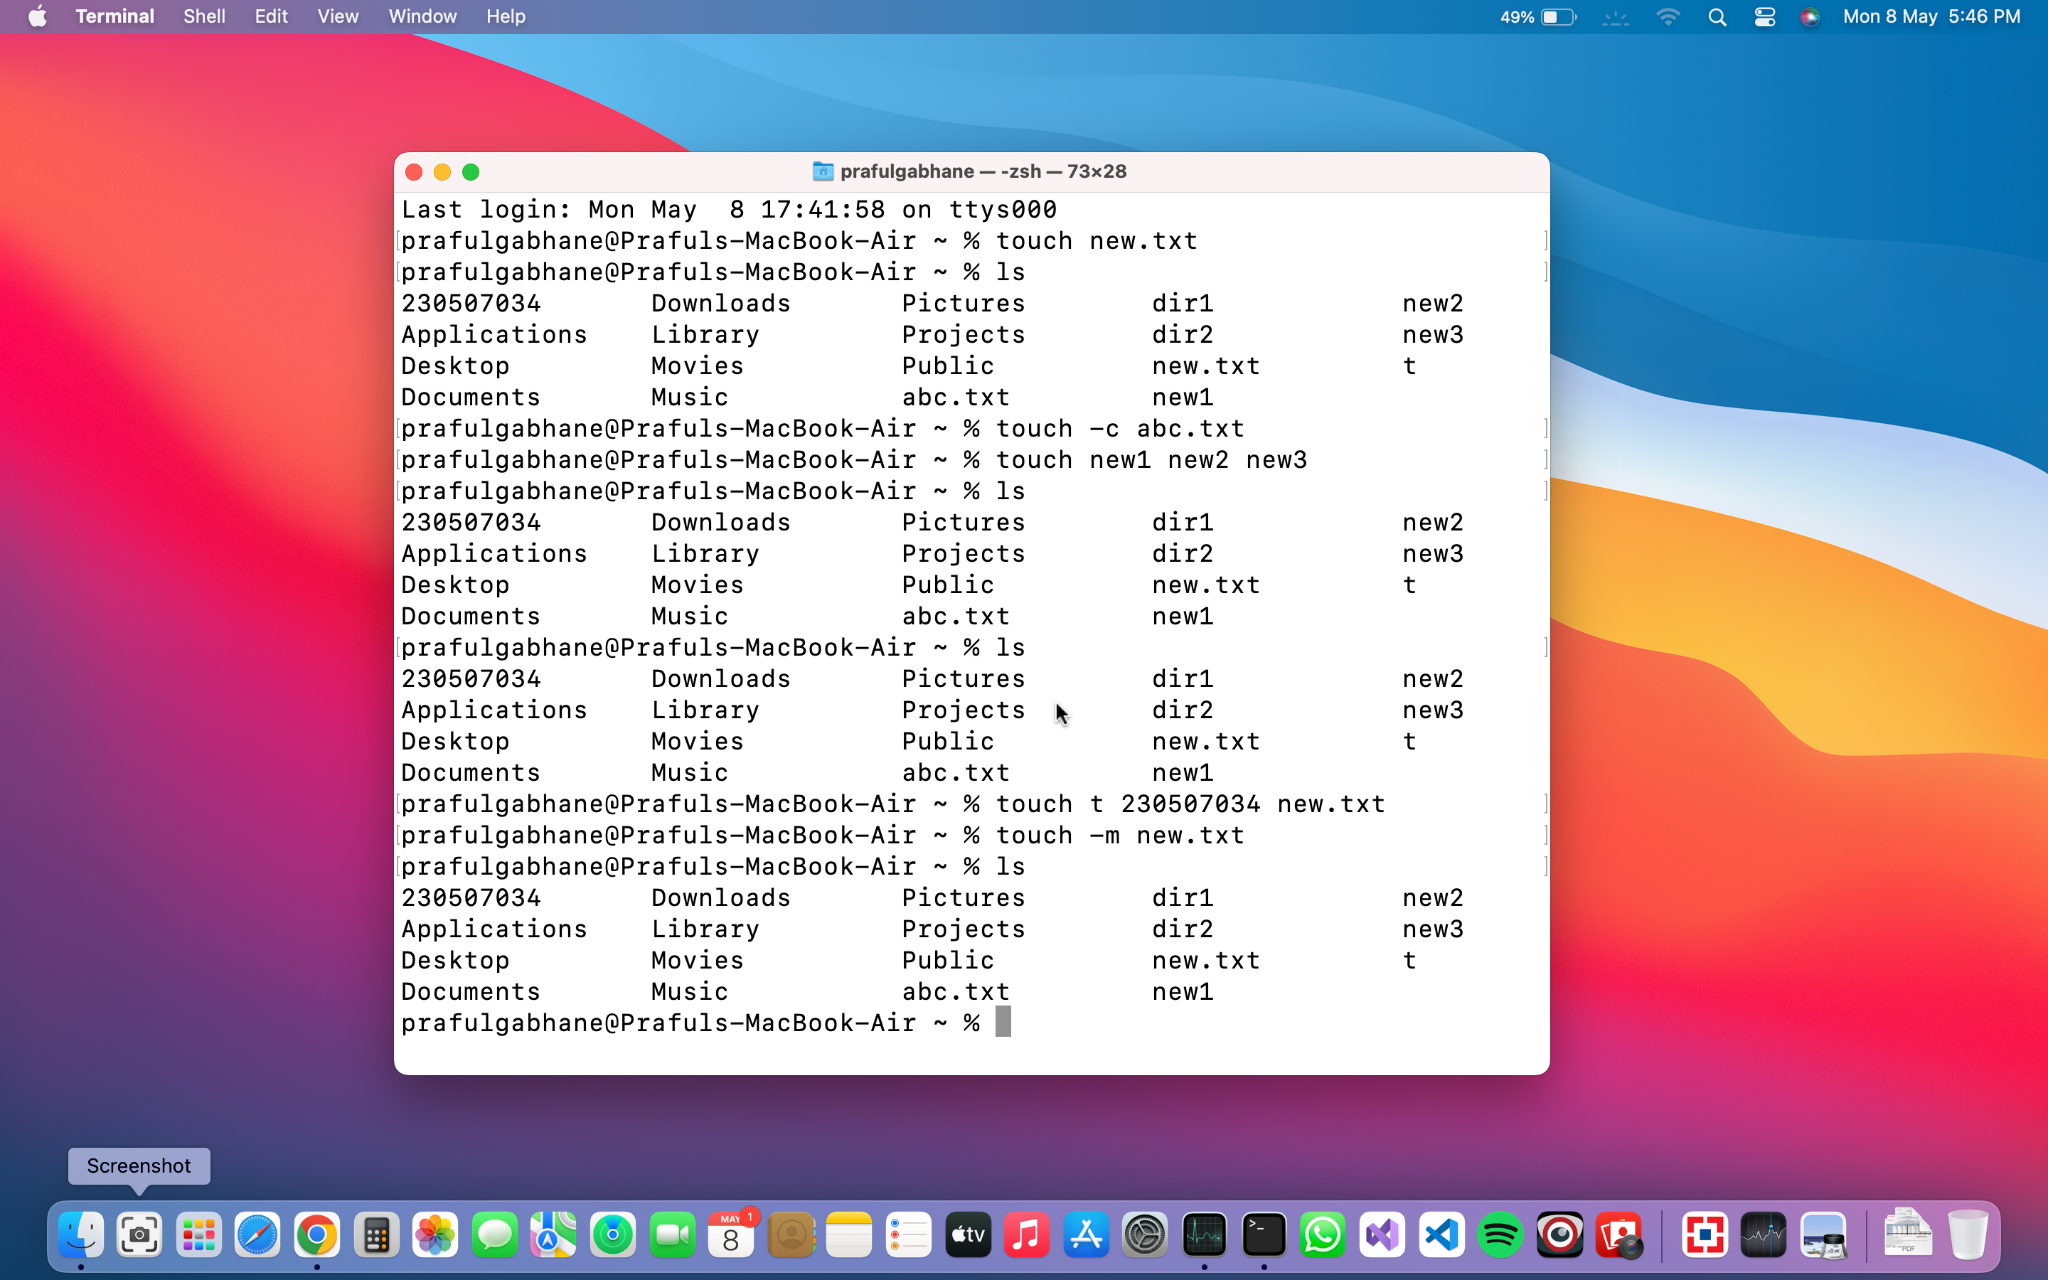 Terminal Shell Edit View Window Help 49% Mon 8 May 5:46 PM
prafulgabhane — -zsh — 73×28
Last login: Mon May  8 17:41:58 on ttys000
prafulgabhane@Prafuls-MacBook-Air ~ % touch new.txt
prafulgabhane@Prafuls-MacBook-Air ~ % ls
230507034 Downloads Pictures dir1 new2
Applications Library Projects dir2 new3
Desktop Movies Public new.txt t
Documents Music abc.txt new1
prafulgabhane@Prafuls-MacBook-Air ~ % touch -c abc.txt
prafulgabhane@Prafuls-MacBook-Air ~ % touch new1 new2 new3
prafulgabhane@Prafuls-MacBook-Air ~ % ls
230507034 Downloads Pictures dir1 new2
Applications Library Projects dir2 new3
Desktop Movies Public new.txt t
Documents Music abc.txt new1
prafulgabhane@Prafuls-MacBook-Air ~ % ls
230507034 Downloads Pictures dir1 new2
Applications Library Projects dir2 new3
Desktop Movies Public new.txt t
Documents Music abc.txt new1
prafulgabhane@Prafuls-MacBook-Air ~ % touch t 230507034 new.txt
prafulgabhane@Prafuls-MacBook-Air ~ % touch -m new.txt
prafulgabhane@Prafuls-MacBook-Air ~ % ls
230507034 Downloads Pictures dir1 new2
Applications Library Projects dir2 new3
Desktop Movies Public new.txt t
Documents Music abc.txt new1
prafulgabhane@Prafuls-MacBook-Air ~ %
Screenshot
MAY 1
8
tv
>_
PDF